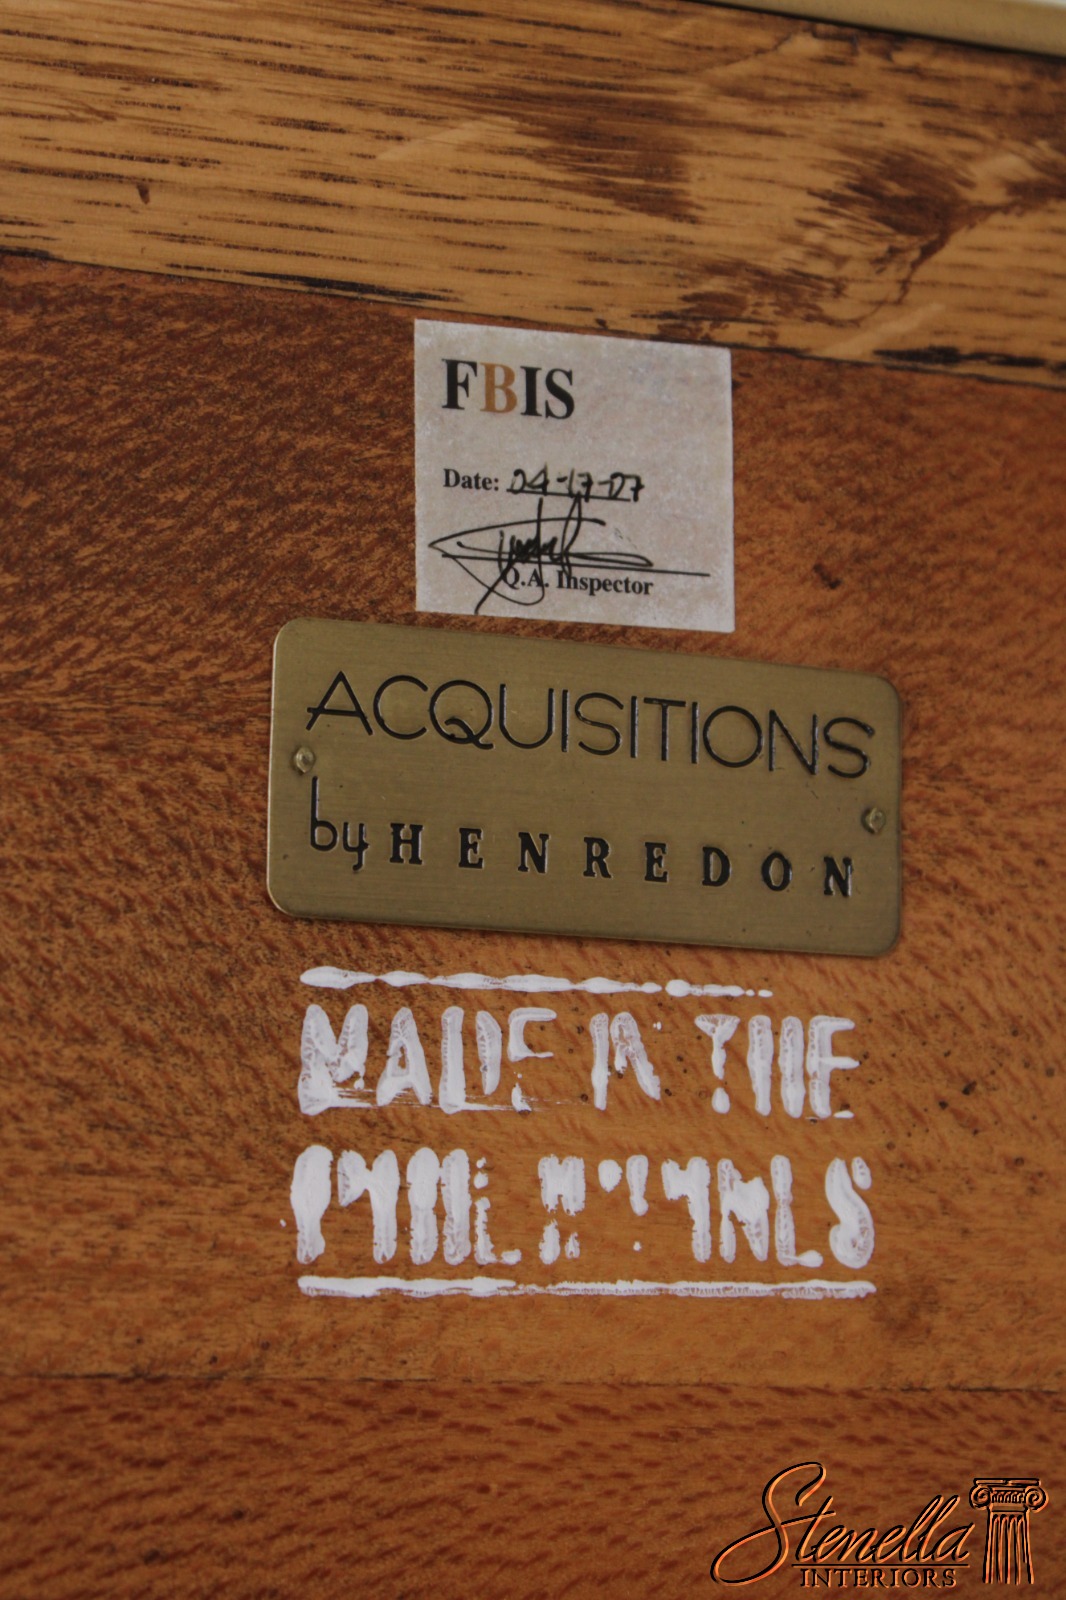 FBIS
Date: 04-17-07
Q.A. Inspector
ACQUISITIONS
by HENREDON
MADE IN THE
PHILIPPINES
Stenella
INTERIORS